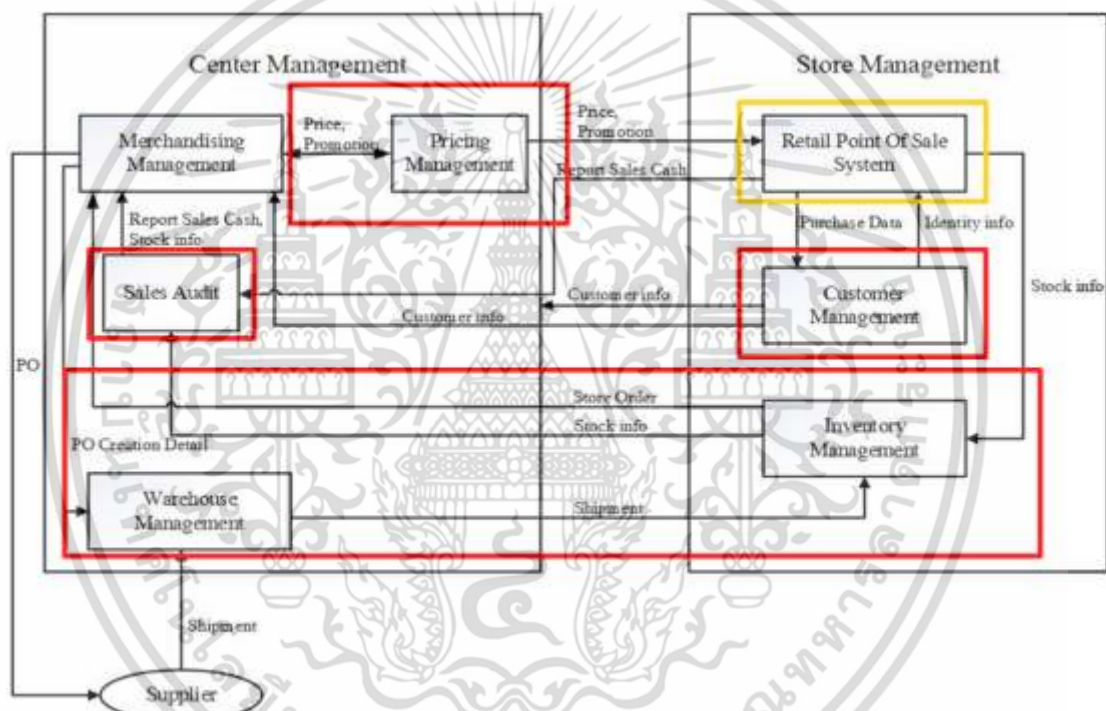 Center Management
Store Management
Merchandising
Management
Price,
Promotion
Pricing
Management
Price,
Promotion
Retail Point Of Sale
System
Report Sales Cash
Report Sales Cash,
Stock info
Purchase Data
Identity info
Sales Audit
Customer info
Customer info
Customer
Management
Stock info
PO
Store Order
Stock info
Inventory
Management
PO Creation Detail
Warehouse
Management
Shipment
Shipment
Supplier